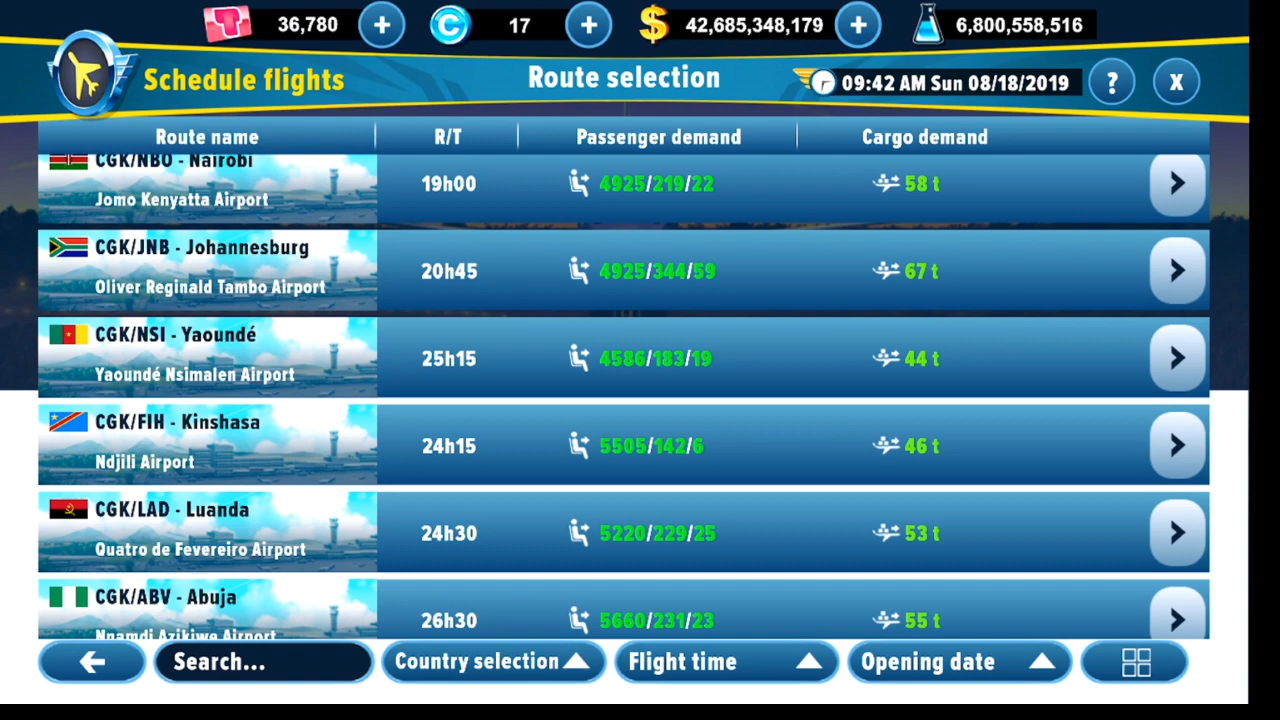 36,780
17
42,685,348,179
6,800,558,516
Schedule flights
Route selection
09:42 AM Sun 08/18/2019
?
X
Route name
R/T
Passenger demand
Cargo demand
CGK/NBO - Nairobi
Jomo Kenyatta Airport
19h00
4925/219/22
58 t
CGK/JNB - Johannesburg
Oliver Reginald Tambo Airport
20h45
4925/344/59
67 t
CGK/NSI - Yaoundé
Yaoundé Nsimalen Airport
25h15
4586/183/19
44 t
CGK/FIH - Kinshasa
Ndjili Airport
24h15
5505/142/6
46 t
CGK/LAD - Luanda
Quatro de Fevereiro Airport
24h30
5220/229/25
53 t
CGK/ABV - Abuja
Nnamdi Azikiwe Airport
26h30
5660/231/23
55 t
Search...
Country selection
Flight time
Opening date